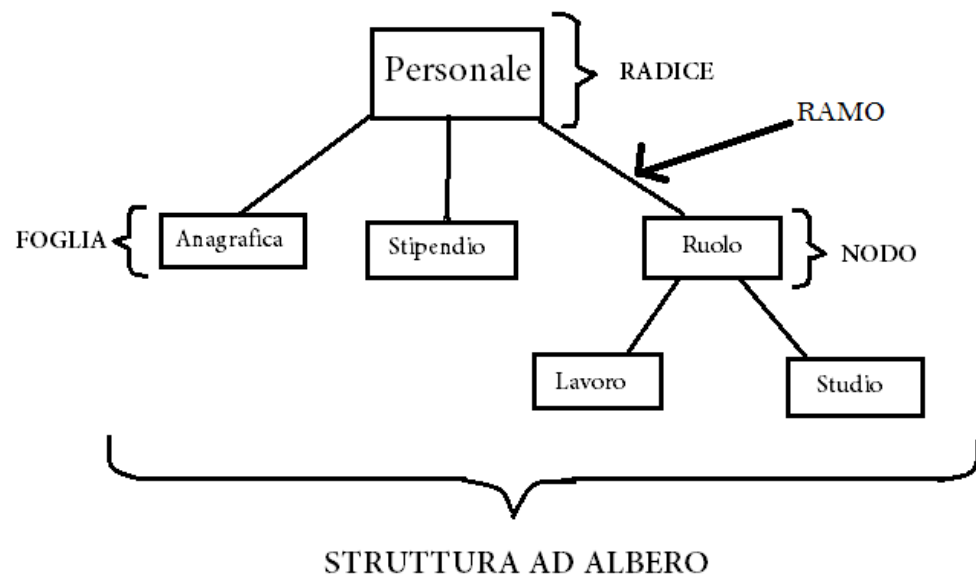 Personale
RADICE
RAMO
FOGLIA
Anagrafica
Stipendio
Ruolo
NODO
Lavoro
Studio
STRUTTURA AD ALBERO